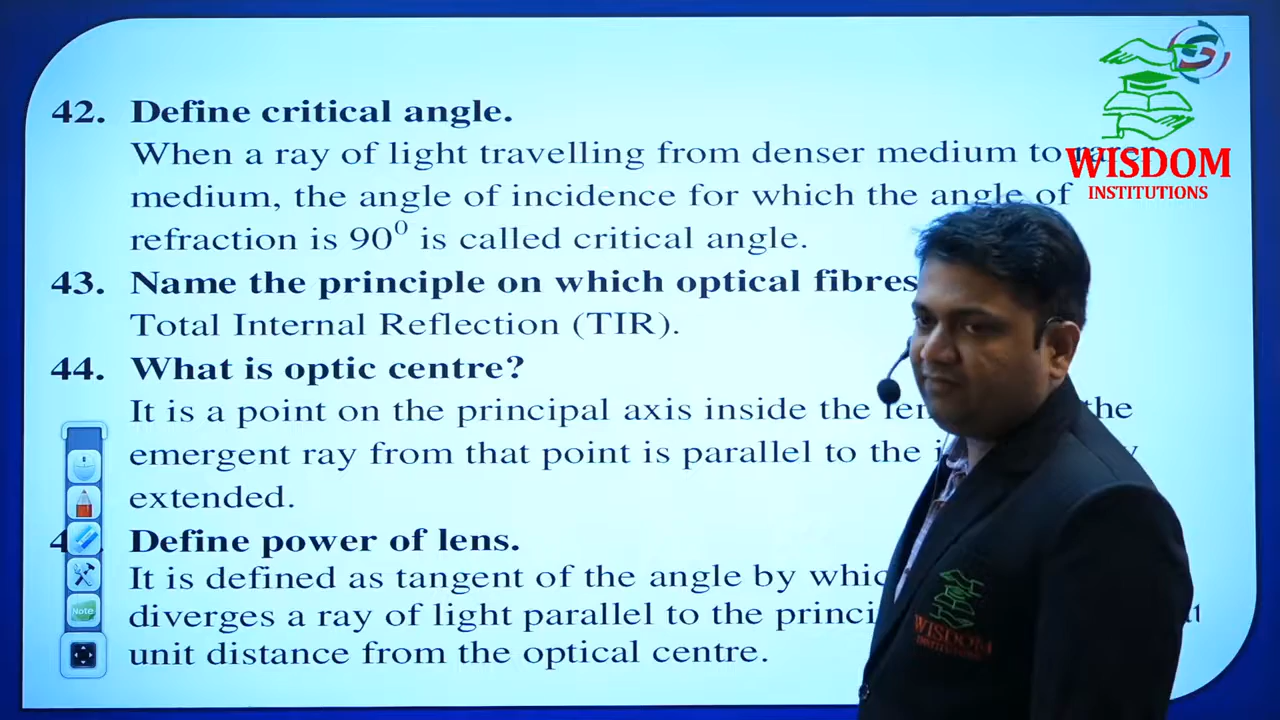 42. Define critical angle.
When a ray of light travelling from denser medium to rarer
medium, the angle of incidence for which the angle of
refraction is 90⁰ is called critical angle.
43. Name the principle on which optical fibres
Total Internal Reflection (TIR).
44. What is optic centre?
It is a point on the principal axis inside the the
emergent ray from that point is parallel to the
extended.
Define power of lens.
It is defined as tangent of the angle by
diverges a ray of light parallel to the
unit distance from the optical centre.
WISDOM
INSTITUTIONS
Note
WISDOM
INSTITUTIONS